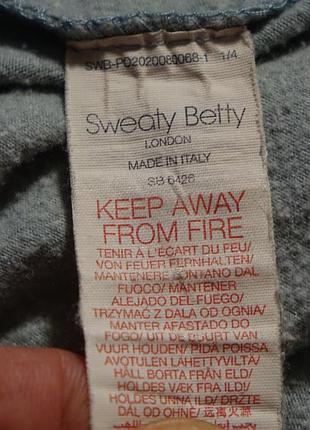 SWB-PO2020080068-1 1/4
Sweaty Betty
LONDON
MADE IN ITALY
SB 6426
KEEP AWAY
FROM FIRE
TENIR À L'ÉCART DU FEU/
VON FEUER FERNHALTEN/
MANTENERE LONTANO DAL
FUOCO/ MANTENER
ALEJADO DEL FUEGO/
TRZYMAĆ Z DALA OD OGNIA/
MANTER AFASTADO DO
FOGO/ UIT DE BUURT VAN
VUUR HOUDEN/ PIDÄ POISSA
AVOTULEN LÄHETTYVILTÄ/
HÅLL BORTA FRÅN ELD/
HOLDES VÆK FRA ILD/
HOLDES UNNA ILD/ DRŽTE
DÁL OD OHNĚ/ 远离火源